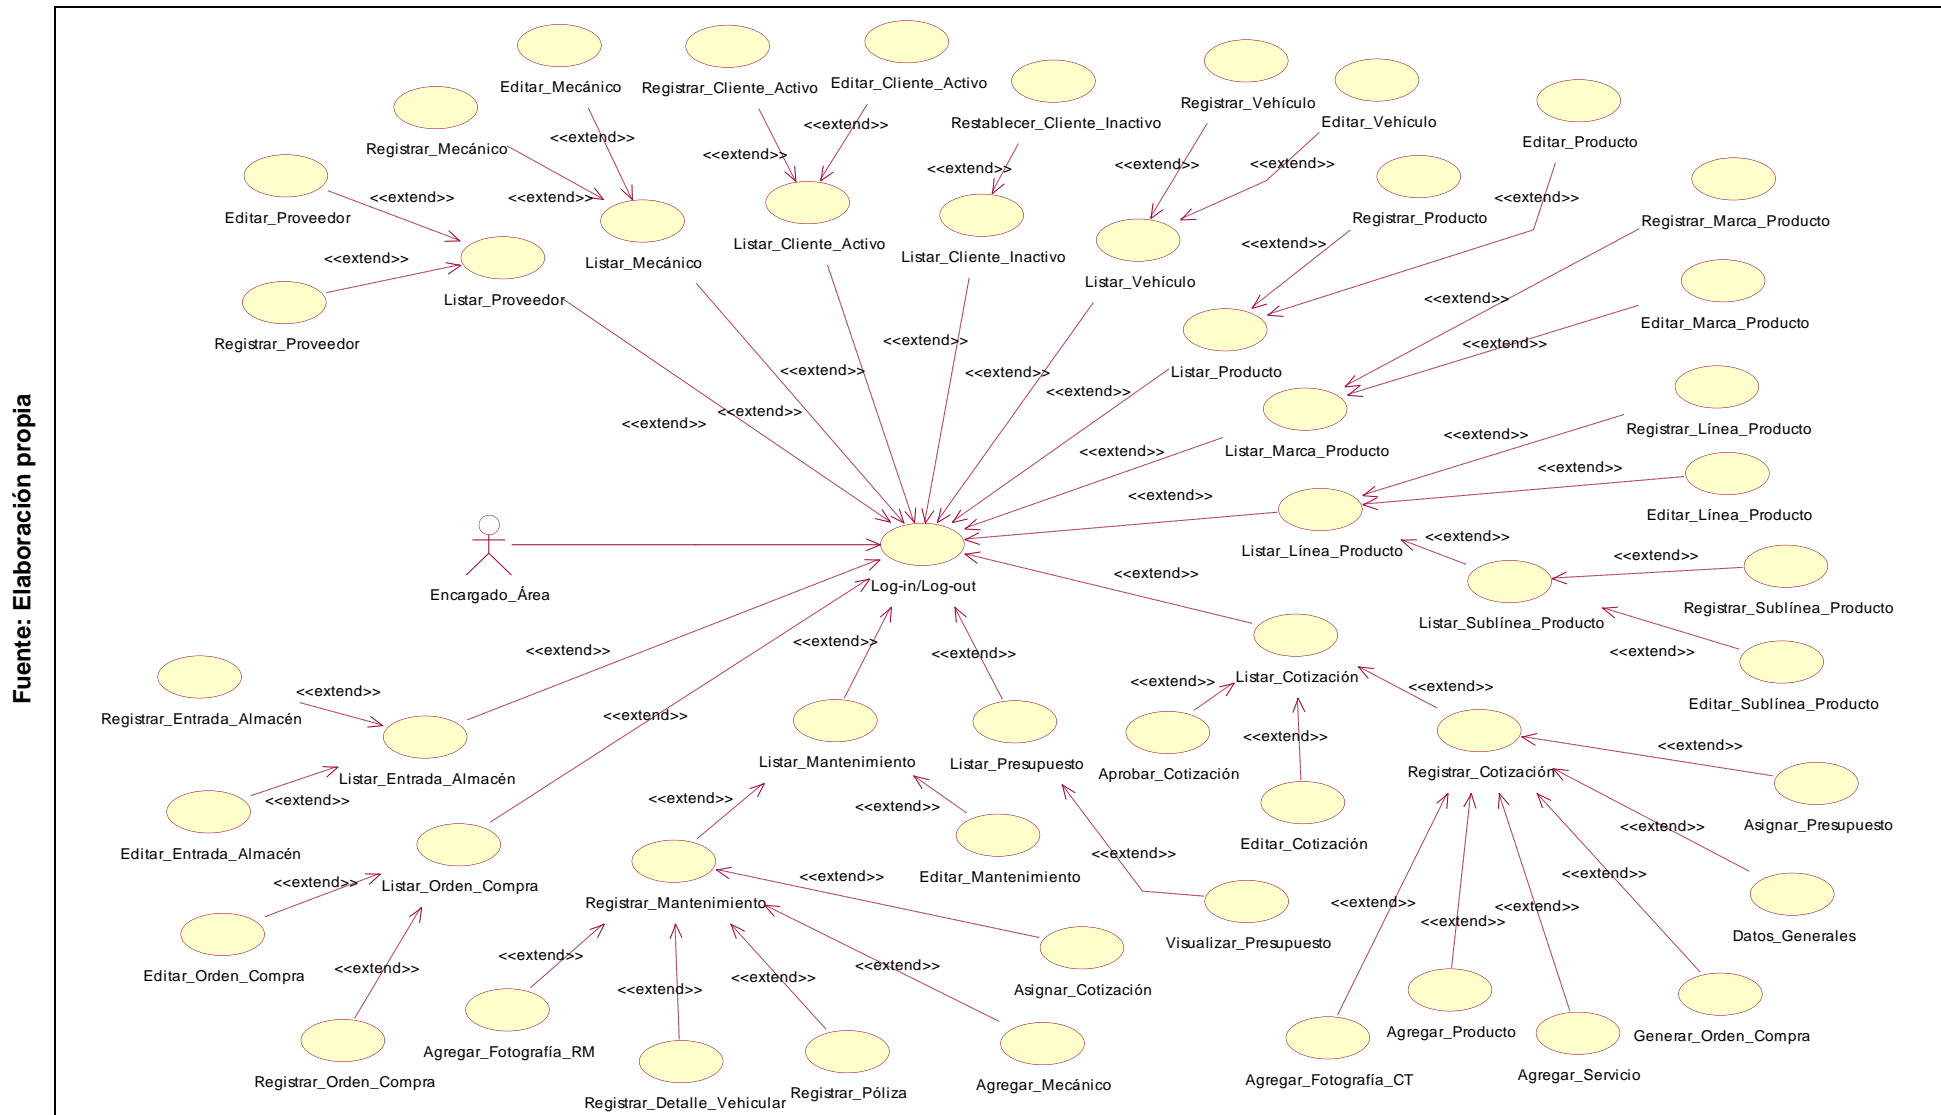 Fuente: Elaboración propia
Editar_Mecánico
Registrar_Cliente_Activo
Editar_Cliente_Activo
Restablecer_Cliente_Inactivo
Registrar_Vehículo
Editar_Vehículo
Editar_Producto
Registrar_Mecánico
<<extend>>
<<extend>>
<<extend>>
<<extend>>
<<extend>>
<<extend>>
<<extend>>
Editar_Proveedor
<<extend>>
<<extend>>
<<extend>>
Registrar_Producto
Registrar_Marca_Producto
Listar_Mecánico
Listar_Cliente_Activo
Listar_Cliente_Inactivo
Listar_Vehículo
<<extend>>
<<extend>>
Listar_Proveedor
Registrar_Proveedor
<<extend>>
Editar_Marca_Producto
<<extend>>
<<extend>>
<<extend>>
<<extend>>
<<extend>>
Listar_Producto
<<extend>>
<<extend>>
<<extend>>
Registrar_Línea_Producto
<<extend>>
Listar_Marca_Producto
<<extend>>
<<extend>>
<<extend>>
Editar_Línea_Producto
<<extend>>
Listar_Línea_Producto
Encargado_Área
Log-in/Log-out
<<extend>>
<<extend>>
Registrar_Sublínea_Producto
Listar_Sublínea_Producto
<<extend>>
<<extend>>
<<extend>>
<<extend>>
Listar_Cotización
<<extend>>
<<extend>>
Editar_Sublínea_Producto
<<extend>>
Registrar_Entrada_Almacén
<<extend>>
<<extend>>
<<extend>>
Listar_Mantenimiento
Listar_Presupuesto
Aprobar_Cotización
Registrar_Cotización
Listar_Entrada_Almacén
<<extend>>
<<extend>>
Asignar_Presupuesto
<<extend>>
Editar_Entrada_Almacén
<<extend>>
<<extend>>
Editar_Cotización
Listar_Orden_Compra
<<extend>>
<<extend>>
Editar_Mantenimiento
<<extend>>
Registrar_Mantenimiento
<<extend>>
<<extend>>
<<extend>>
Visualizar_Presupuesto
Datos_Generales
Editar_Orden_Compra
<<extend>>
<<extend>>
<<extend>>
<<extend>>
Asignar_Cotización
Agregar_Fotografía_RM
Agregar_Producto
Generar_Orden_Compra
Registrar_Orden_Compra
Registrar_Detalle_Vehicular
Registrar_Póliza
Agregar_Mecánico
Agregar_Fotografía_CT
Agregar_Servicio